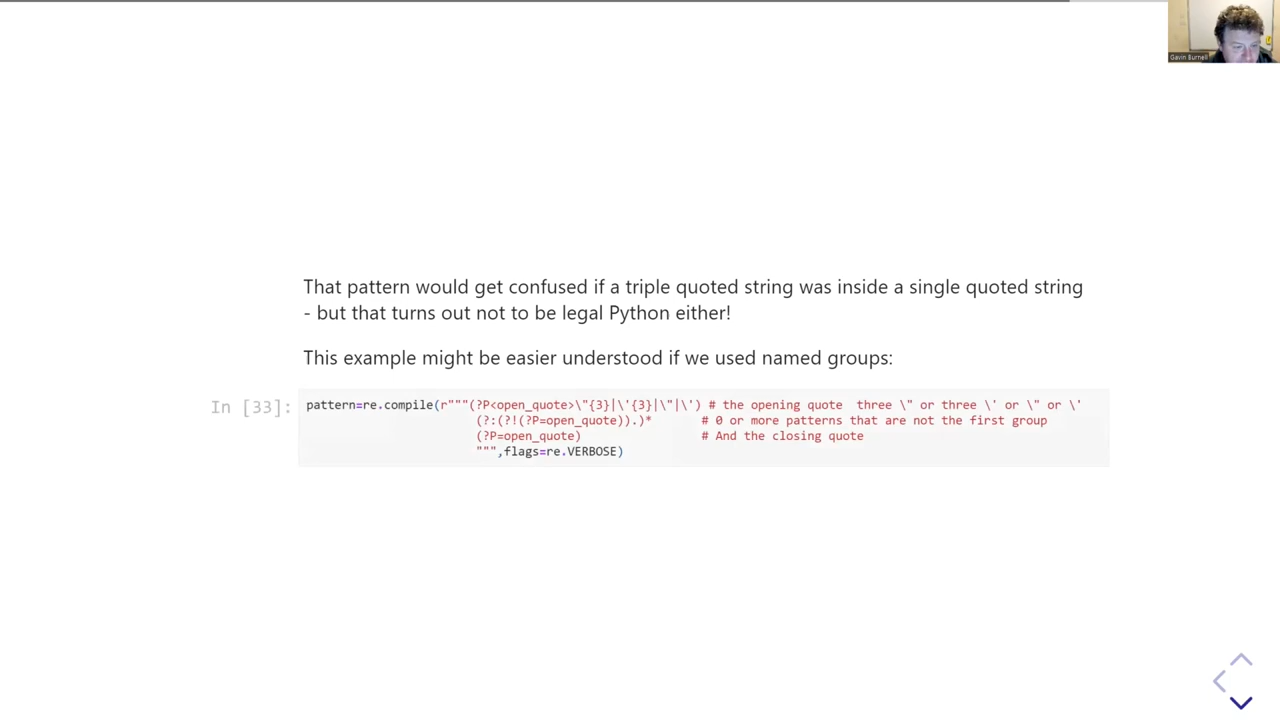 Gavin Burnell
That pattern would get confused if a triple quoted string was inside a single quoted string
- but that turns out not to be legal Python either!
This example might be easier understood if we used named groups:
In [33]: pattern=re.compile(r"""(?P<open_quote>\"{3}|\'{3}|\"|\') # the opening quote  three \" or three \' or \" or \'
(?:(?!(?P=open_quote)).)*       # 0 or more patterns that are not the first group
(?P=open_quote)                # And the closing quote
""",flags=re.VERBOSE)